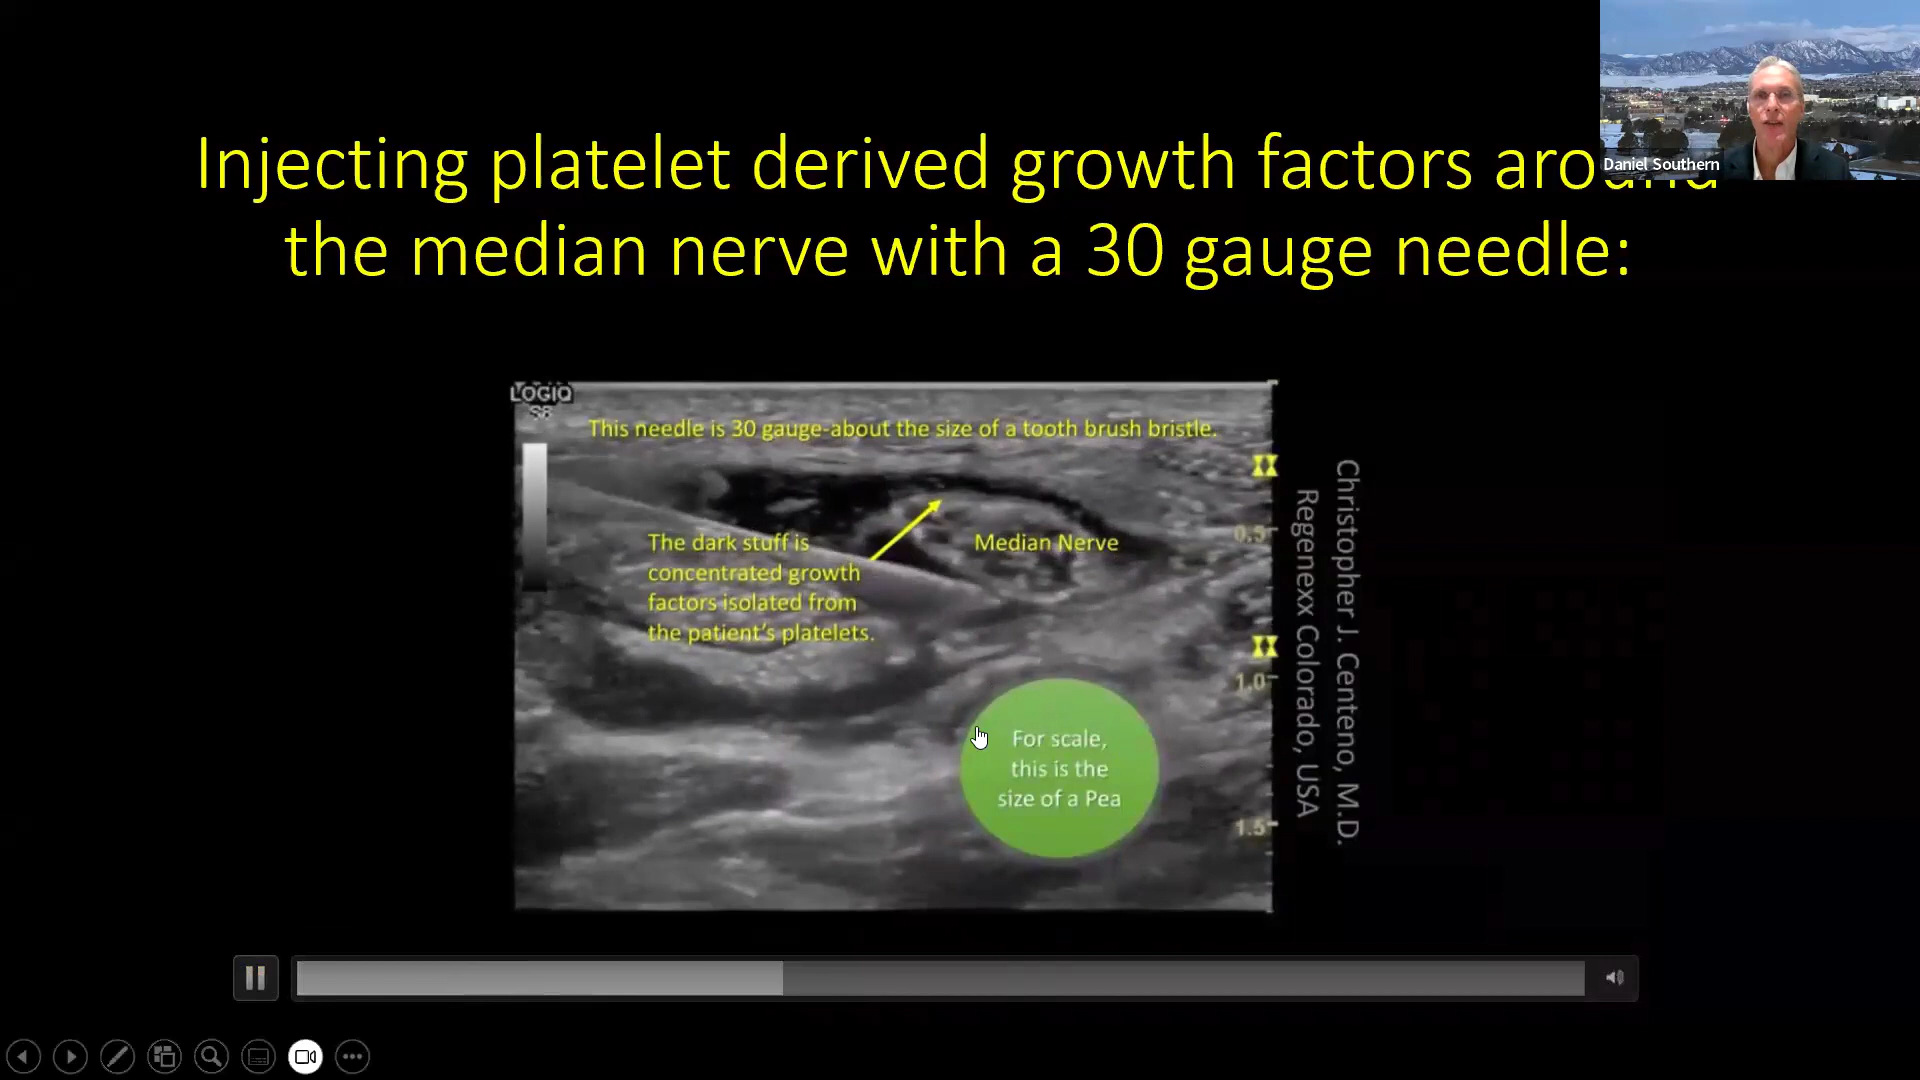 Injecting platelet derived growth factors around
the median nerve with a 30 gauge needle:
Daniel Southern
LOGIQ
S8
This needle is 30 gauge-about the size of a tooth brush bristle.
The dark stuff is
concentrated growth
factors isolated from
the patient's platelets.
Median Nerve
0.5
1.0
1.5
For scale,
this is the
size of a Pea
Christopher J. Centeno, M.D.
Regenexx Colorado, USA